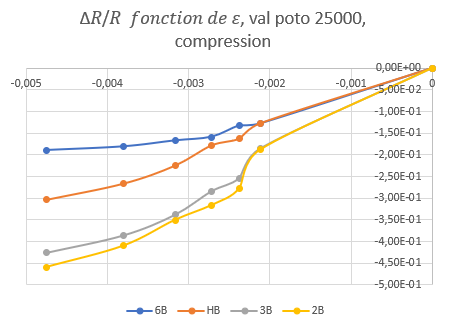 ΔR/R fonction de ε, val poto 25000,
compression
0,00E+00
-0,005 -0,004 -0,003 -0,002 -0,001 0
-5,00E-02
-1,00E-01
-1,50E-01
-2,00E-01
-2,50E-01
-3,00E-01
-3,50E-01
-4,00E-01
-4,50E-01
-5,00E-01
6B HB 3B 2B